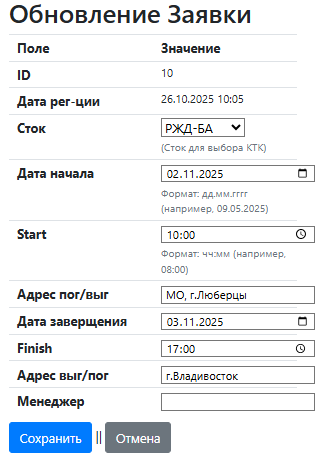 Обновление Заявки
Поле Значение
ID 10
Дата рег-ции 26.10.2025 10:05
Сток РЖД-БА
(Сток для выбора КТК)
Дата начала 02.11.2025
Формат: дд.мм.гггг
(например, 09.05.2025)
Start 10:00
Формат: чч:мм (например,
08:00)
Адрес пог/выг МО, г.Люберцы
Дата завершения 03.11.2025
Finish 17:00
Адрес выг/пог г.Владивосток
Менеджер
Сохранить || Отмена